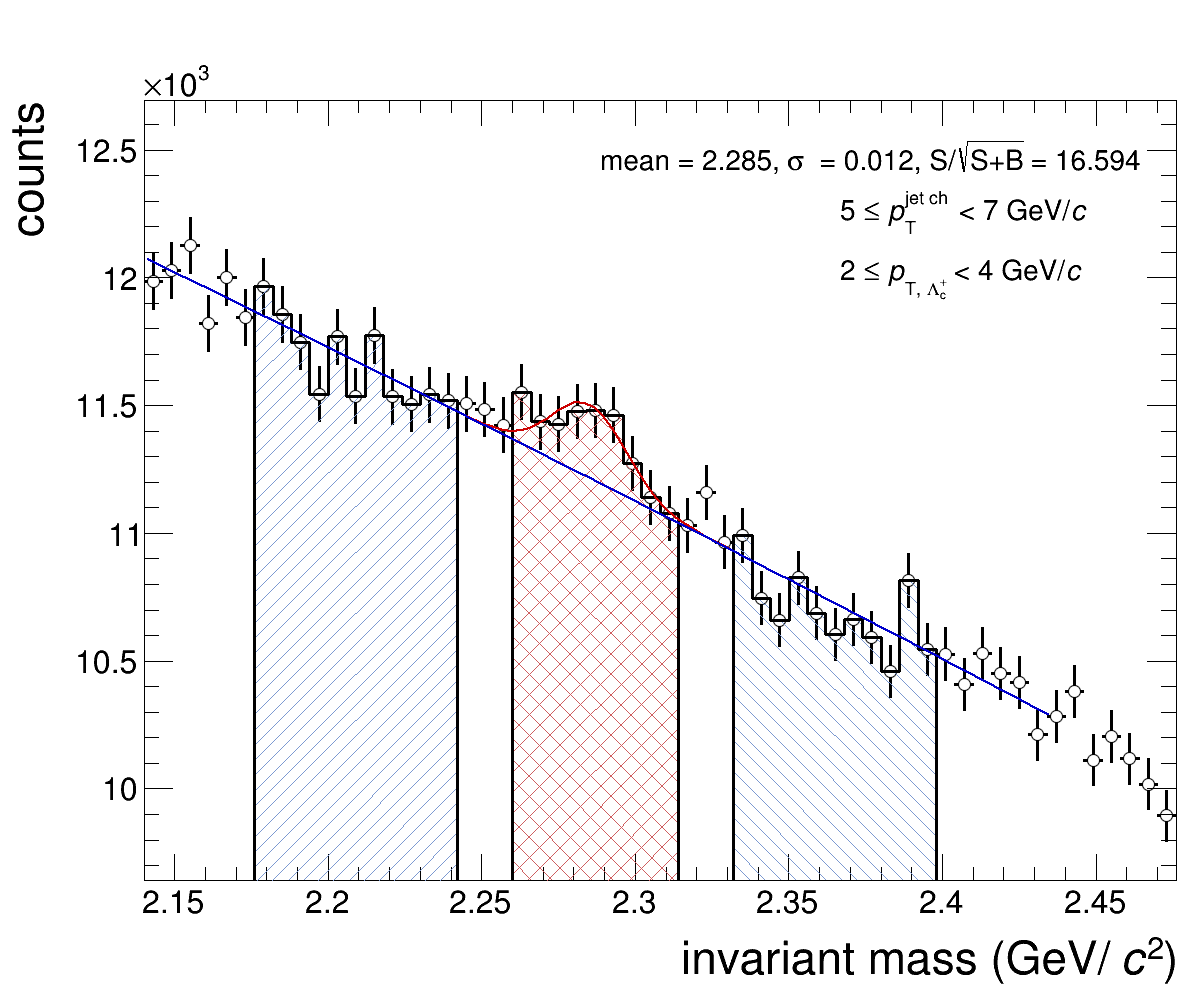 ×10³
counts
12.5
12
11.5
11
10.5
10
mean = 2.285, σ = 0.012, S/√S+B = 16.594
5 ≤ p_T^jet ch < 7 GeV/c
2 ≤ p_T, Λ_c^+ < 4 GeV/c
2.15 2.2 2.25 2.3 2.35 2.4 2.45
invariant mass (GeV/ c²)